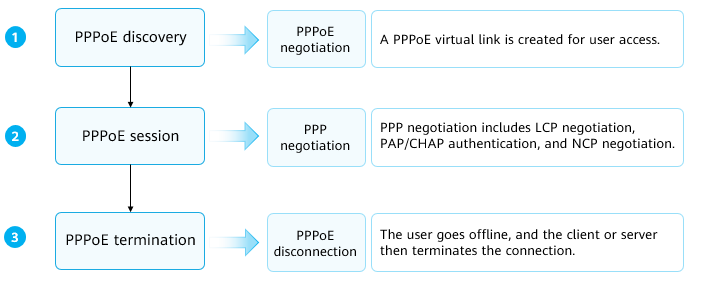 1
PPPoE discovery
PPPoE
negotiation
A PPPoE virtual link is created for user access.
2
PPPoE session
PPP
negotiation
PPP negotiation includes LCP negotiation,
PAP/CHAP authentication, and NCP negotiation.
3
PPPoE termination
PPPoE
disconnection
The user goes offline, and the client or server
then terminates the connection.